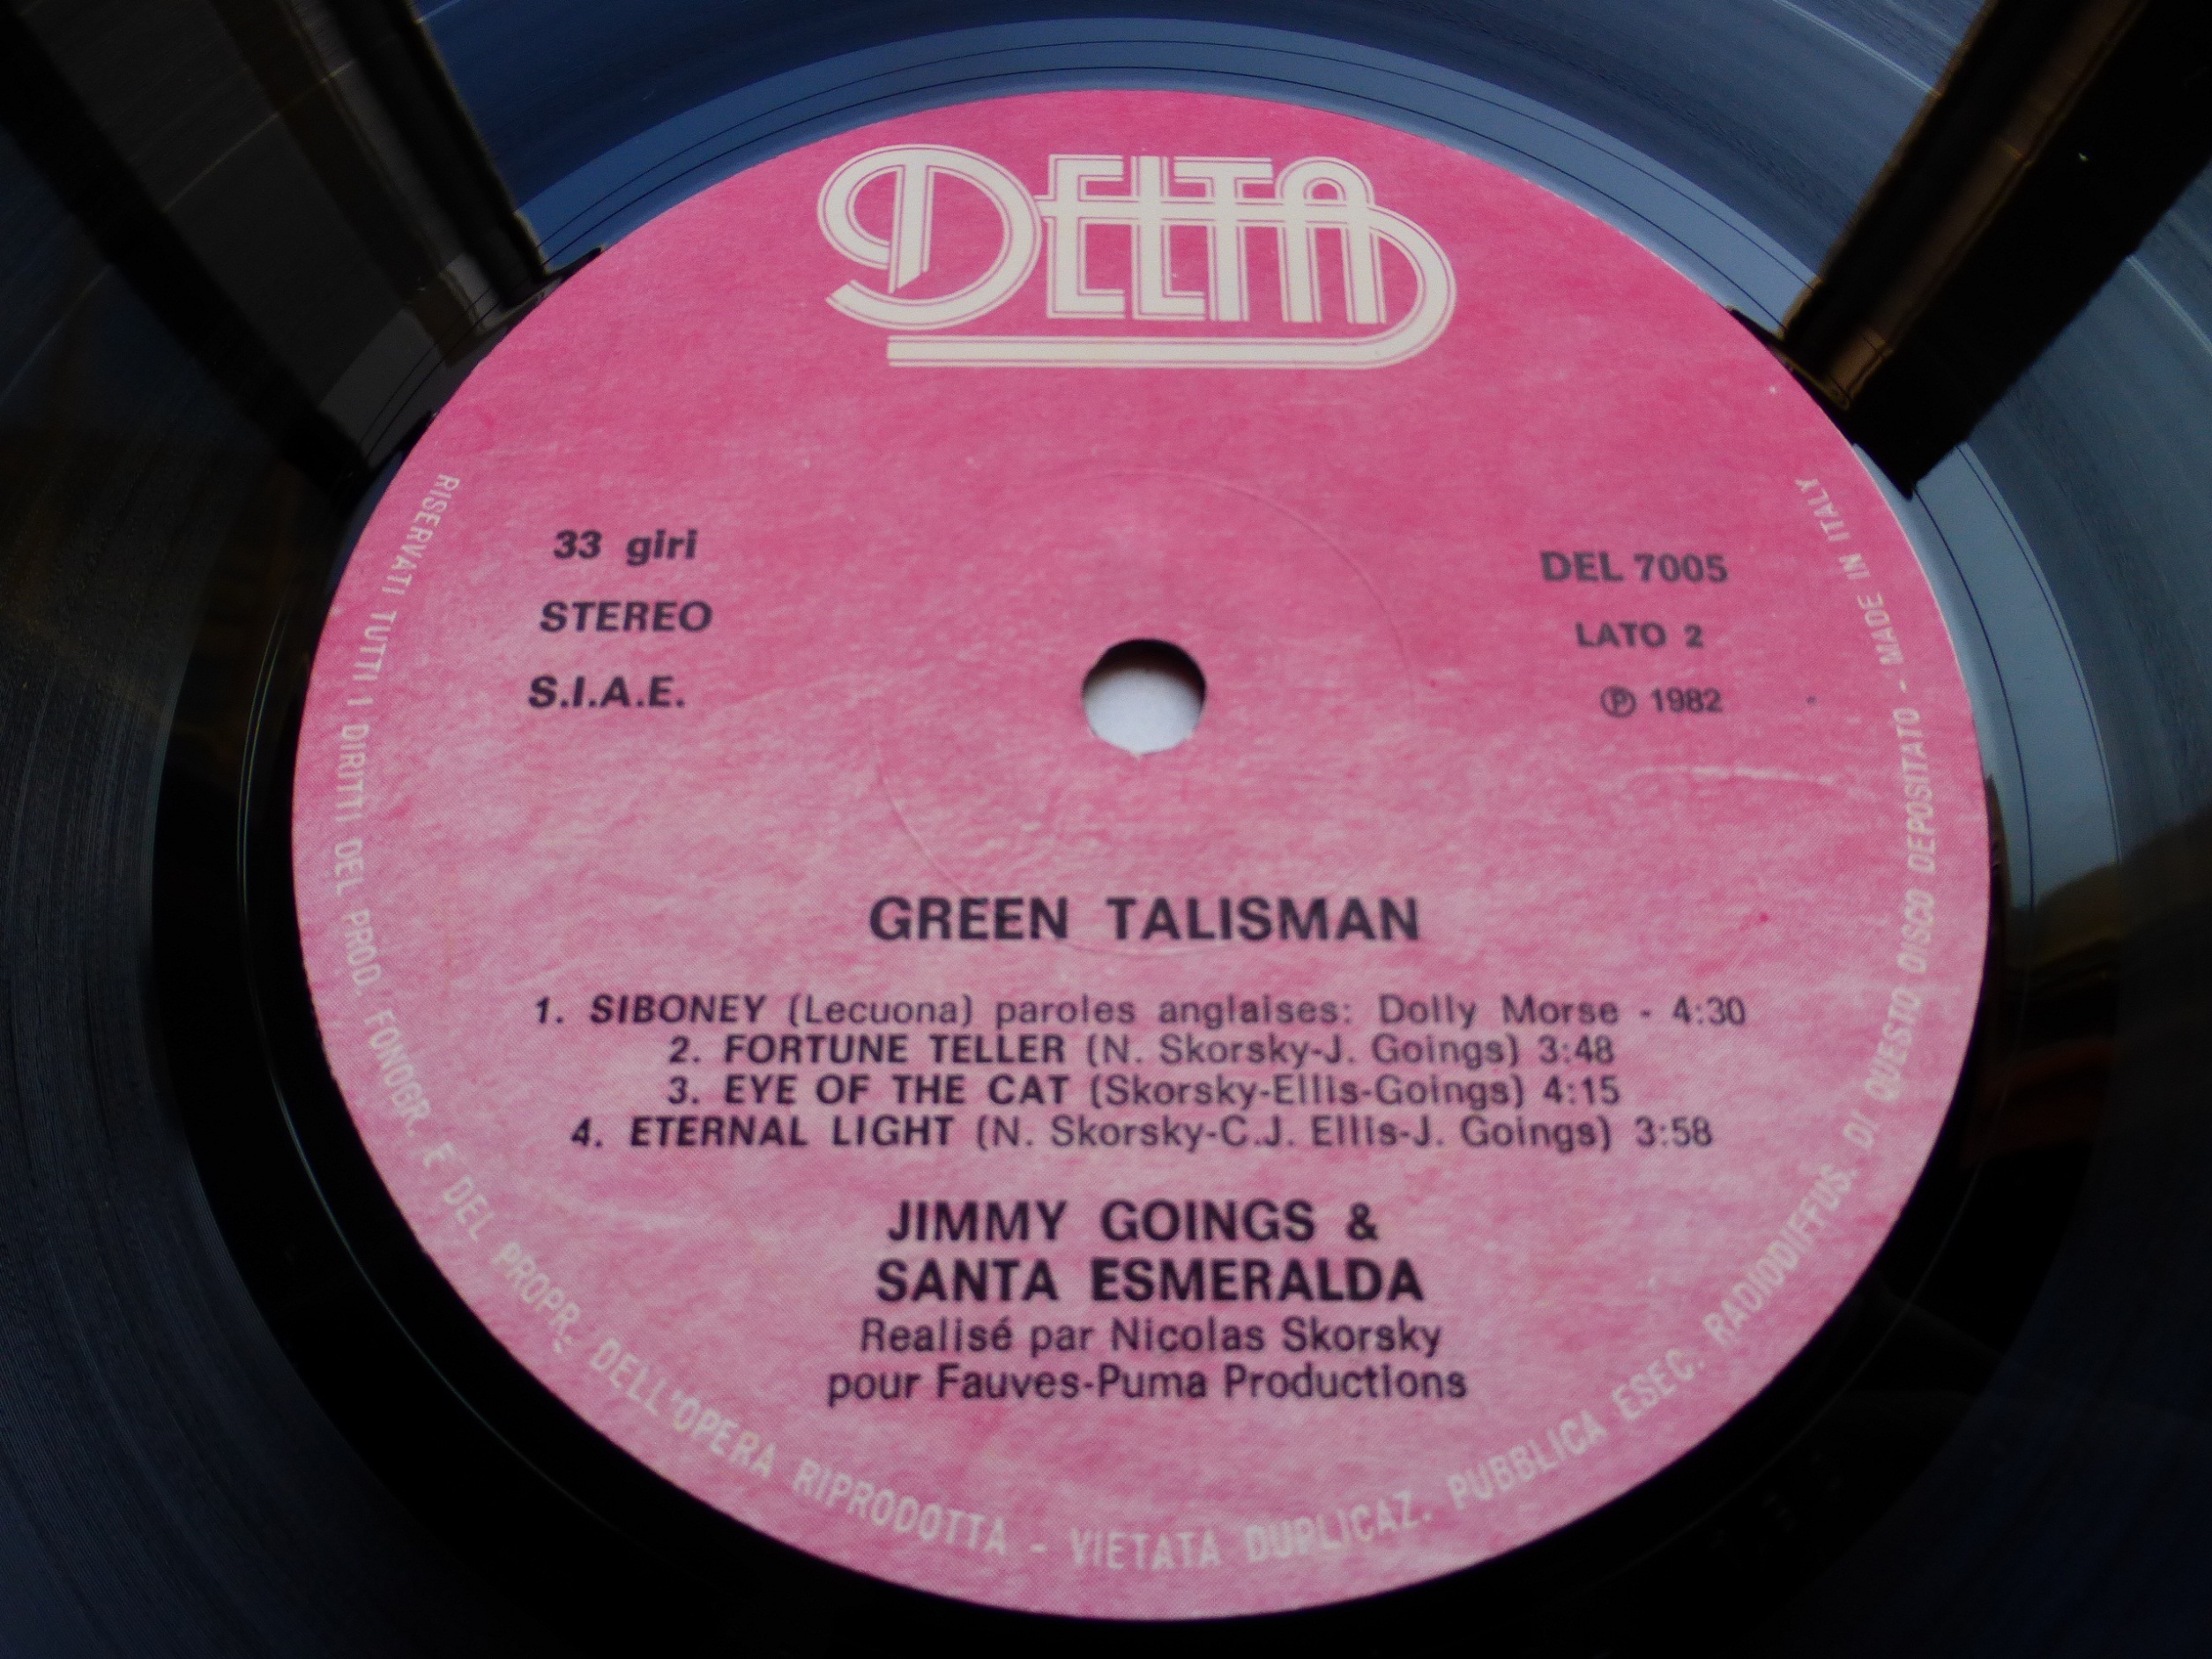 DELTA
33 giri
STEREO
S.I.A.E.
DEL 7005
LATO 2
℗ 1982
GREEN TALISMAN
1. SIBONEY (Lecuona) paroles anglaises: Dolly Morse - 4:30
2. FORTUNE TELLER (N. Skorsky-J. Goings) 3:48
3. EYE OF THE CAT (Skorsky-Ellis-Goings) 4:15
4. ETERNAL LIGHT (N. Skorsky-C.J. Ellis-J. Goings) 3:58
JIMMY GOINGS &
SANTA ESMERALDA
Realisé par Nicolas Skorsky
pour Fauves-Puma Productions
RISERVATI TUTTI I DIRITTI DEL PROD. FONOGR. E DEL PROPR. DELL'OPERA RIPRODOTTA - VIETATA DUPLICAZ. PUBBLICA ESEC. RADIODIFFUS. DI QUESTO DISCO DEPOSITATO - MADE IN ITALY